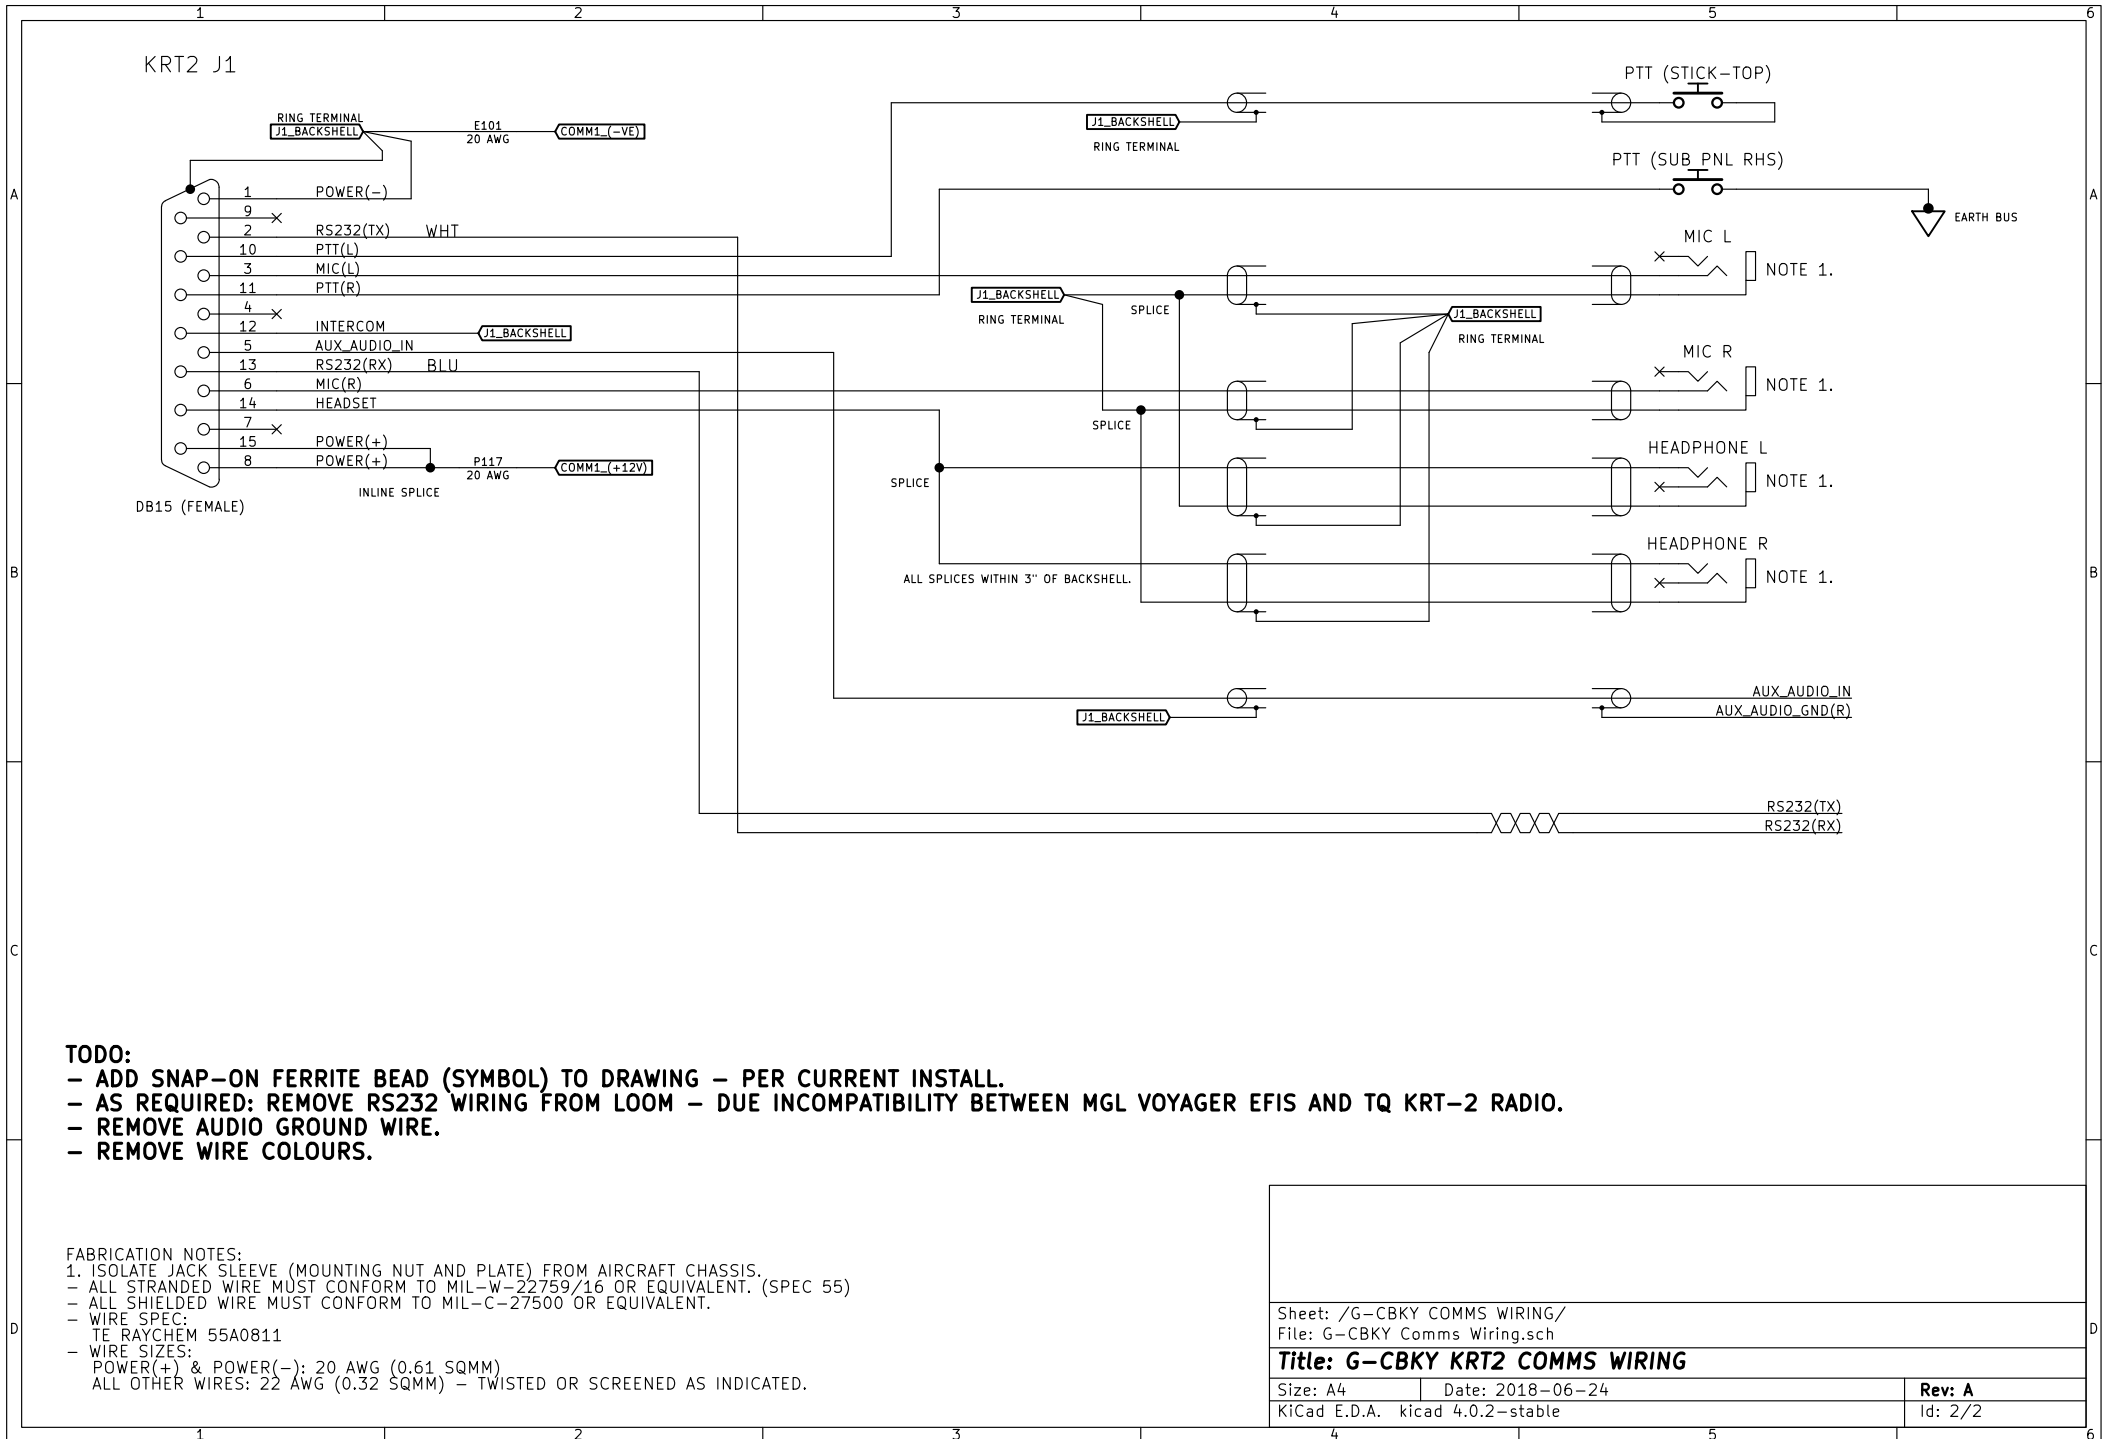 1 2 3 4 5 6
KRT2 J1
PTT (STICK-TOP)
RING TERMINAL
J1_BACKSHELL
E101
20 AWG
COMM1_(-VE)
J1_BACKSHELL
RING TERMINAL
PTT (SUB PNL RHS)
A
A
1 POWER(-)
9
2 RS232(TX) WHT
10 PTT(L)
3 MIC(L)
11 PTT(R)
4
12 INTERCOM
J1_BACKSHELL
5 AUX_AUDIO_IN
13 RS232(RX) BLU
6 MIC(R)
14 HEADSET
7
15 POWER(+)
8 POWER(+)
P117
20 AWG
COMM1_(+12V)
INLINE SPLICE
DB15 (FEMALE)
EARTH BUS
MIC L
NOTE 1.
J1_BACKSHELL
RING TERMINAL
SPLICE
J1_BACKSHELL
RING TERMINAL
MIC R
NOTE 1.
SPLICE
HEADPHONE L
NOTE 1.
SPLICE
HEADPHONE R
NOTE 1.
ALL SPLICES WITHIN 3" OF BACKSHELL.
B
B
AUX_AUDIO_IN
AUX_AUDIO_GND(R)
J1_BACKSHELL
RS232(TX)
RS232(RX)
C
C
TODO:
- ADD SNAP-ON FERRITE BEAD (SYMBOL) TO DRAWING - PER CURRENT INSTALL.
- AS REQUIRED: REMOVE RS232 WIRING FROM LOOM - DUE INCOMPATIBILITY BETWEEN MGL VOYAGER EFIS AND TQ KRT-2 RADIO.
- REMOVE AUDIO GROUND WIRE.
- REMOVE WIRE COLOURS.
FABRICATION NOTES:
1. ISOLATE JACK SLEEVE (MOUNTING NUT AND PLATE) FROM AIRCRAFT CHASSIS.
- ALL STRANDED WIRE MUST CONFORM TO MIL-W-22759/16 OR EQUIVALENT. (SPEC 55)
- ALL SHIELDED WIRE MUST CONFORM TO MIL-C-27500 OR EQUIVALENT.
- WIRE SPEC:
TE RAYCHEM 55A0811
- WIRE SIZES:
POWER(+) & POWER(-): 20 AWG (0.61 SQMM)
ALL OTHER WIRES: 22 AWG (0.32 SQMM) - TWISTED OR SCREENED AS INDICATED.
D
D
Sheet: /G-CBKY COMMS WIRING/
File: G-CBKY Comms Wiring.sch
Title: G-CBKY KRT2 COMMS WIRING
Size: A4 Date: 2018-06-24 Rev: A
KiCad E.D.A. kicad 4.0.2-stable Id: 2/2
1 2 3 4 5 6